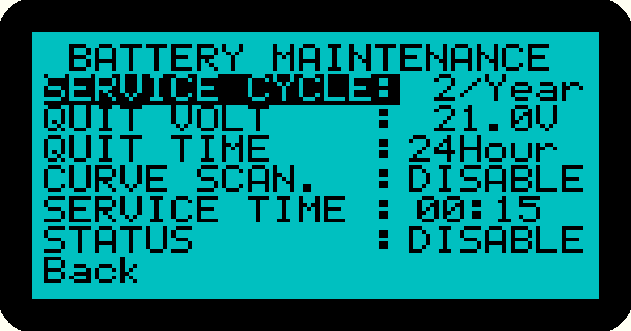 BATTERY MAINTENANCE
SERVICE CYCLE: 2/Year
QUIT VOLT : 21.0V
QUIT TIME : 24Hour
CURVE SCAN. : DISABLE
SERVICE TIME : 00:15
STATUS : DISABLE
Back